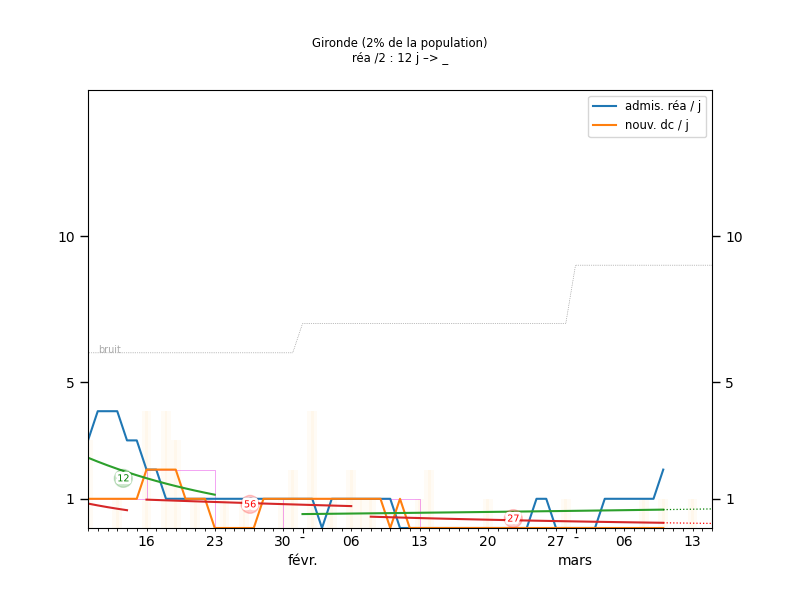 Gironde (2% de la population)
réa /2 : 12 j –> _
admis. réa / j
nouv. dc / j
10 10
bruit
5 5
12
56
27
1 1
16 23 30 - 06 13 20 27 - 06 13
févr. mars